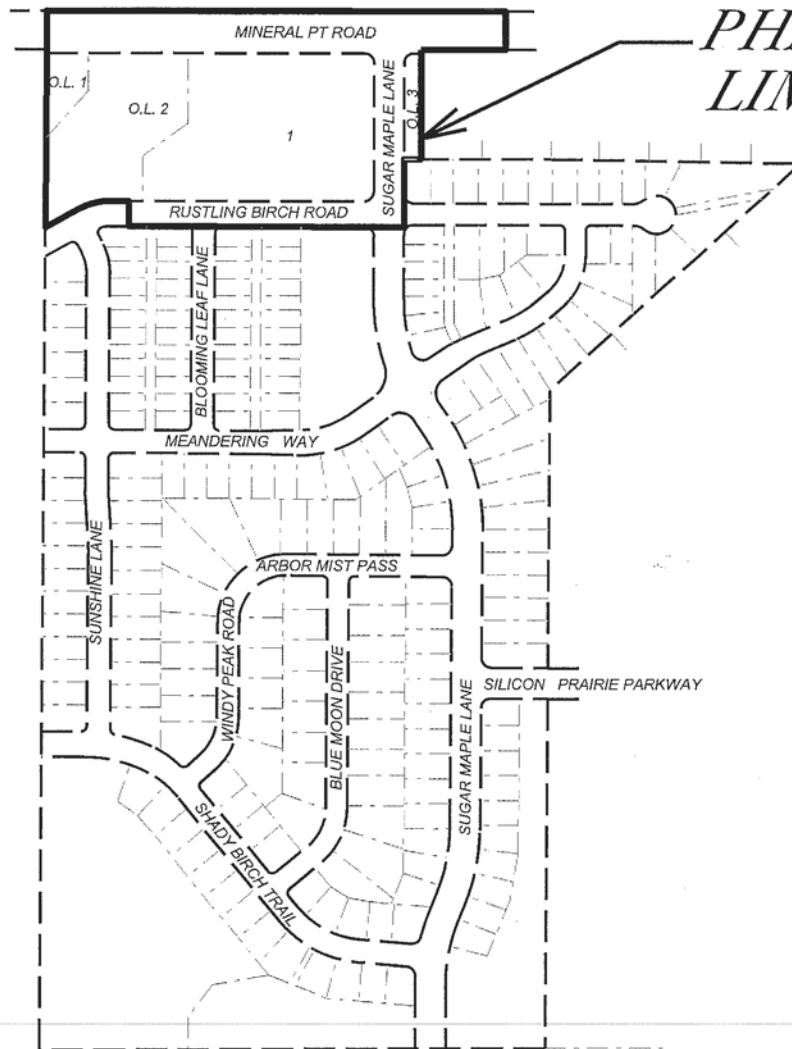 MINERAL PT ROAD
PH
LIM
O.L. 1
O.L. 2
1
SUGAR MAPLE LANE
O.L. 3
RUSTLING BIRCH ROAD
BLOOMING LEAF LANE
MEANDERING WAY
SUNSHINE LANE
ARBOR MIST PASS
WINDY PEAK ROAD
BLUE MOON DRIVE
SILICON PRAIRIE PARKWAY
SUGAR MAPLE LANE
SHADY BIRCH TRAIL